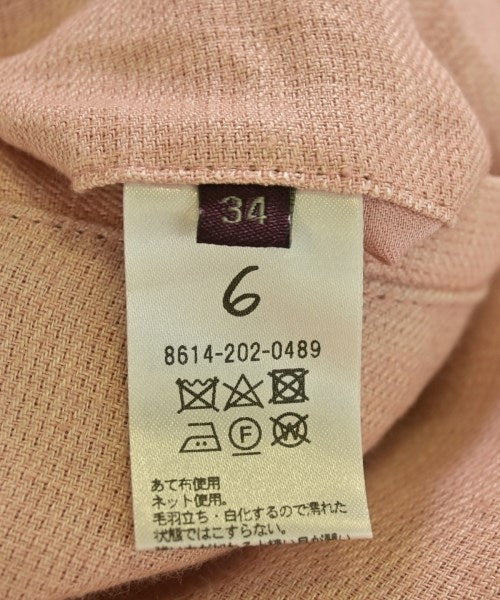 34
6
8614-202-0489
F
W
あて布使用
ネット使用。
毛羽立ち・白化するので濡れた
状態ではこすらない。